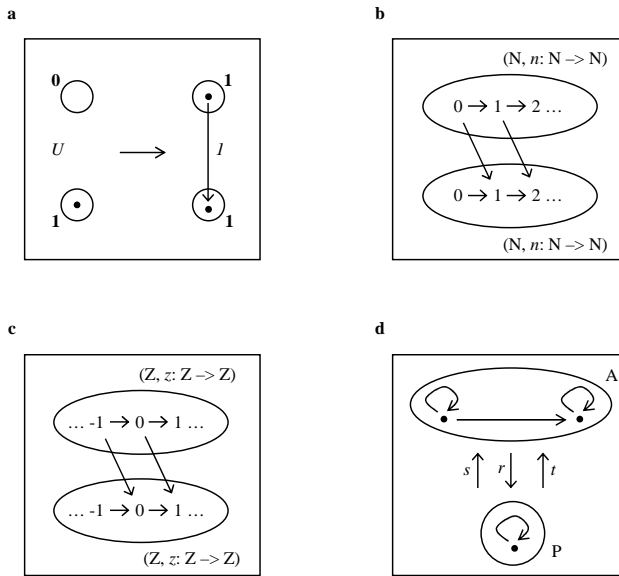 a
0
1
U
1
1
1
b
(N, n: N –> N)
0 → 1 → 2 ...
0 → 1 → 2 ...
(N, n: N –> N)
c
(Z, z: Z –> Z)
... -1 → 0 → 1 ...
... -1 → 0 → 1 ...
(Z, z: Z –> Z)
d
A
s r t
P